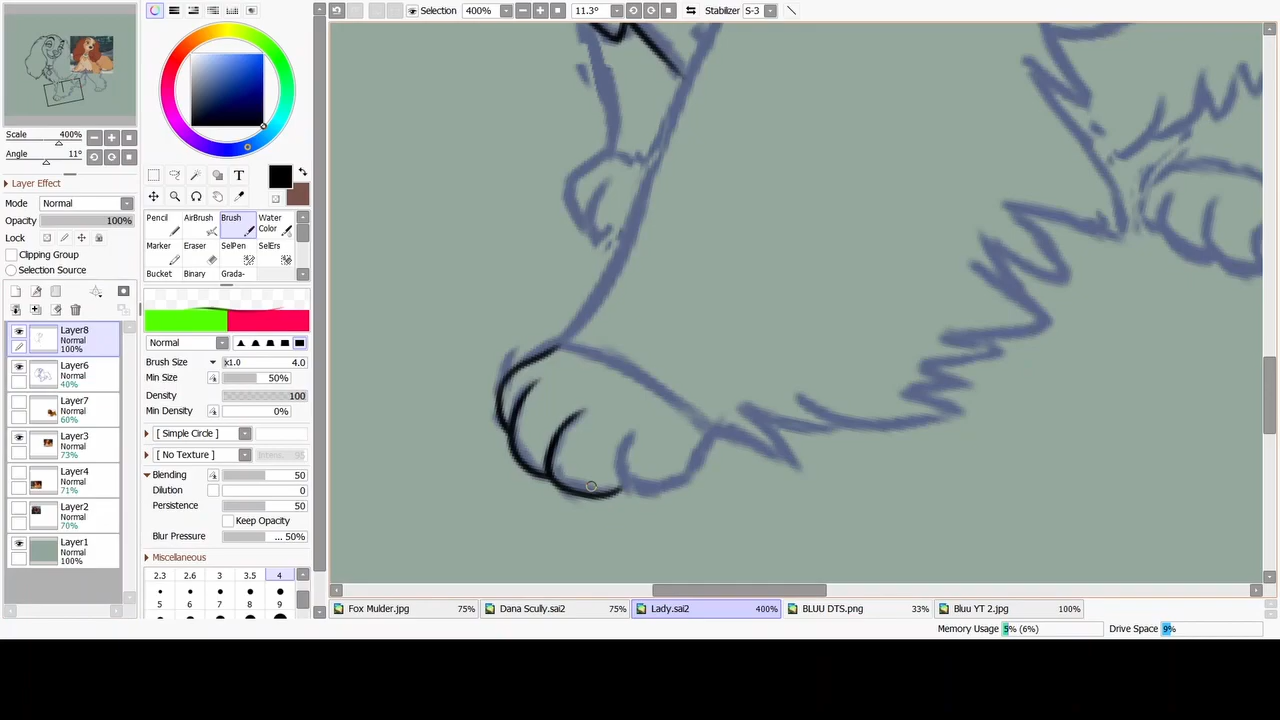 Selection 400% 11.3° Stabilizer S-3
Scale 400%
Angle 11°
Layer Effect
Mode Normal
Opacity 100%
Lock
Clipping Group
Selection Source
Layer8
Normal
100%
Layer6
Normal
40%
Layer7
Normal
60%
Layer3
Normal
73%
Layer4
Normal
71%
Layer2
Normal
70%
Layer1
Normal
100%
T
Pencil AirBrush Brush Water Color
Marker Eraser SelPen SelErs
Bucket Binary Grada-
Normal
Brush Size x1.0 4.0
Min Size 50%
Density 100
Min Density 0%
[ Simple Circle ]
[ No Texture ]
Blending 50
Dilution 0
Persistence 50
Keep Opacity
Blur Pressure ... 50%
Miscellaneous
2.3 2.6 3 3.5 4
5 6 7 8 9
Fox Mulder.jpg 75% Dana Scully.sai2 75% Lady.sai2 400% BLUU DTS.png 33% Bluu YT 2.jpg 100%
Memory Usage 5% (6%) Drive Space 9%